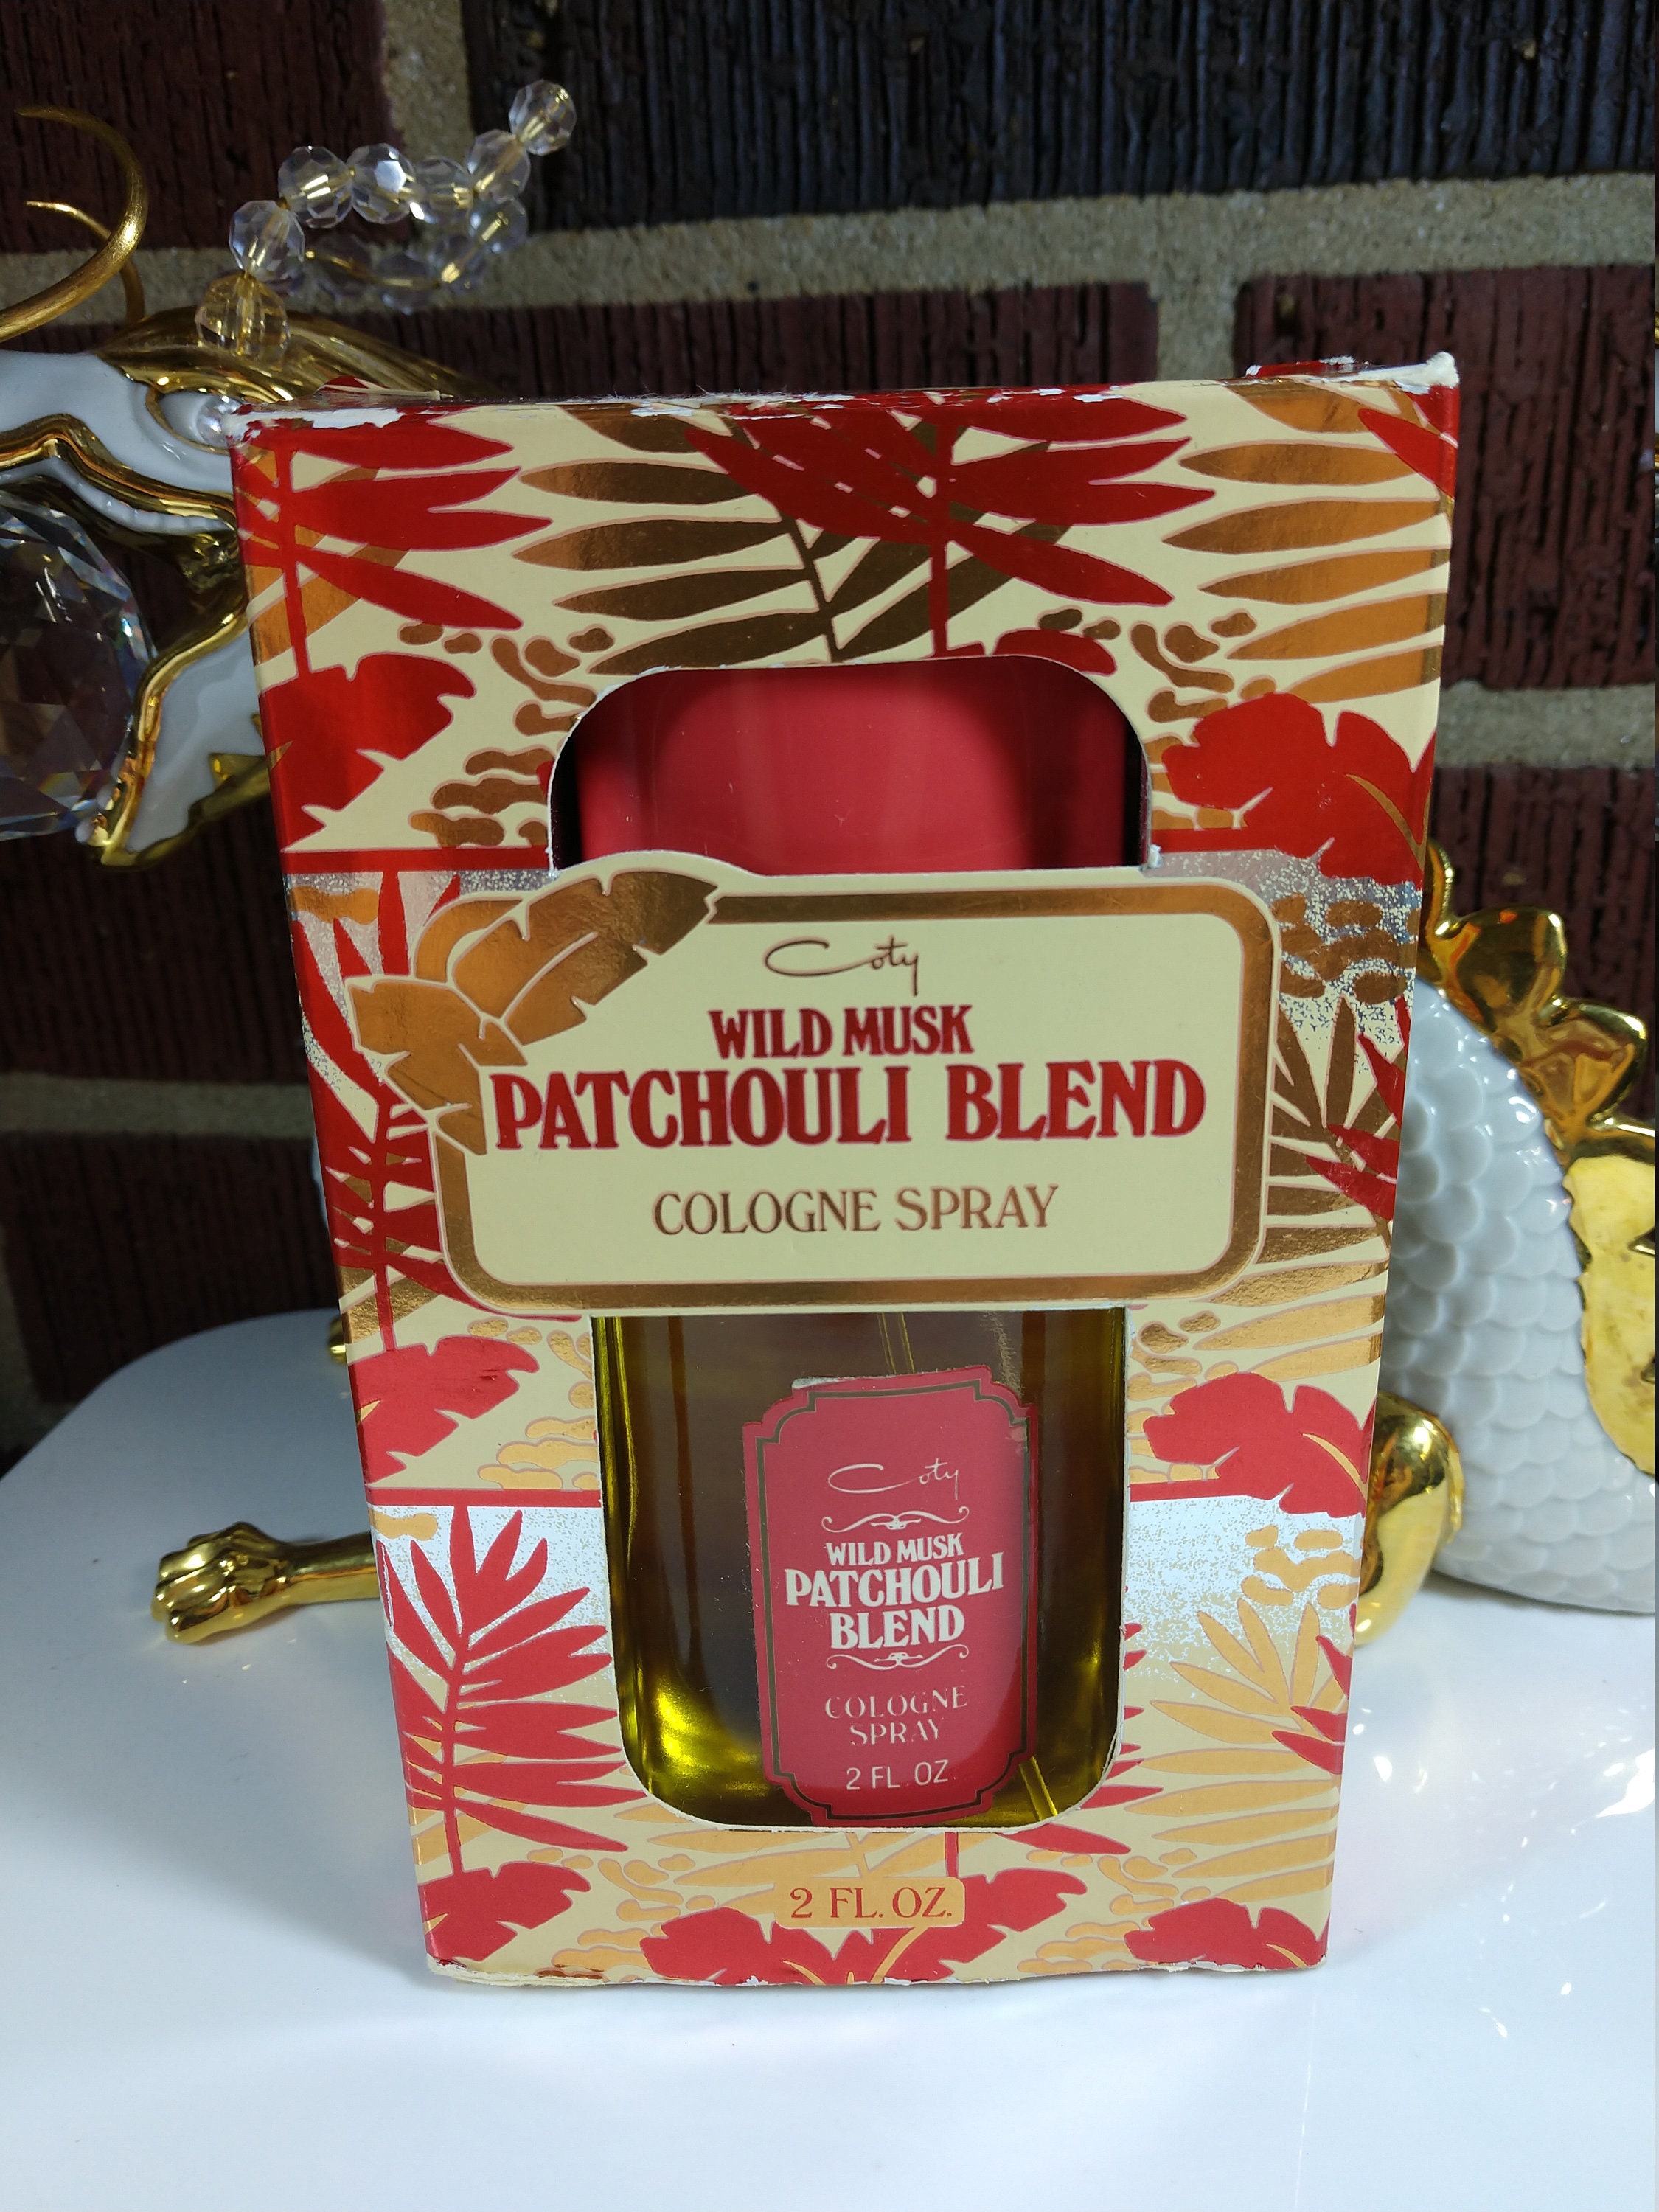 Coty
WILD MUSK
PATCHOULI BLEND
COLOGNE SPRAY
Coty
WILD MUSK
PATCHOULI
BLEND
COLOGNE
SPRAY
2 FL. OZ.
2 FL. OZ.